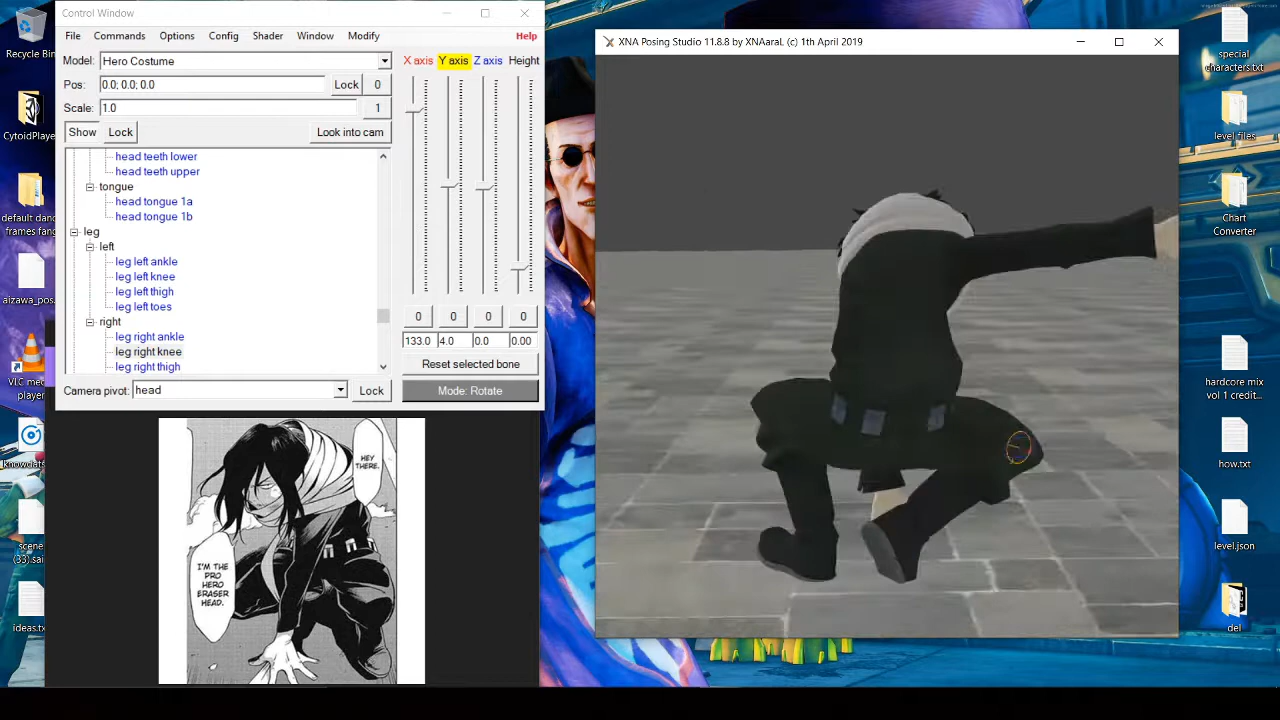 Control Window
File Commands Options Config Shader Window Modify Help
Model: Hero Costume
Pos: 0.0; 0.0; 0.0 Lock 0
Scale: 1.0 1
Show Lock Look into cam
X axis Y axis Z axis Height
head teeth lower
head teeth upper
tongue
head tongue 1a
head tongue 1b
leg
left
leg left ankle
leg left knee
leg left thigh
leg left toes
right
leg right ankle
leg right knee
leg right thigh
0 0 0 0
133.0 4.0 0.0 0.00
Reset selected bone
Camera pivot: head Lock
Mode: Rotate
XNA Posing Studio 11.8.8 by XNAaraL (c) 1th April 2019
HEY
THERE.
I'M THE
PRO
HERO
ERASER
HEAD.
Recycle Bin
CytoidPlaye
default danc
frames fanc
aizawa_pos.
VLC me
player
knowdats
scene
(33).sai
ideas.tx
special
characters.txt
level files
Chart
Converter
hardcore mix
vol 1 credit...
how.txt
level.json
del